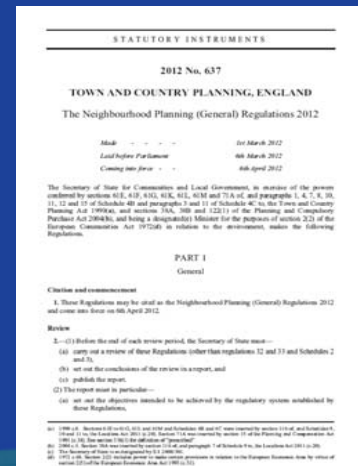 STATUTORY INSTRUMENTS
2012 No. 637
TOWN AND COUNTRY PLANNING, ENGLAND
The Neighbourhood Planning (General) Regulations 2012
Made - - - - 1st March 2012
Laid before Parliament 6th March 2012
Coming into force - - 6th April 2012
The Secretary of State for Communities and Local Government, in exercise of the powers
conferred by sections 61E, 61F, 61G, 61K, 61L, 61M and 71A of, and paragraphs 1, 4, 7, 8, 10,
11, 12 and 15 of Schedule 4B and paragraphs 3 and 11 of Schedule 4C to, the Town and Country
Planning Act 1990(a), and sections 38A, 38B and 122(1) of the Planning and Compulsory
Purchase Act 2004(b), and being a designated(c) Minister for the purposes of section 2(2) of the
European Communities Act 1972(d) in relation to the environment, makes the following
Regulations.
PART 1
General
Citation and commencement
1. These Regulations may be cited as the Neighbourhood Planning (General) Regulations 2012
and come into force on 6th April 2012.
Review
2.—(1) Before the end of each review period, the Secretary of State must—
(a) carry out a review of these Regulations (other than regulations 32 and 33 and Schedules 2
and 3),
(b) set out the conclusions of the review in a report, and
(c) publish the report.
(2) The report must in particular—
(a) set out the objectives intended to be achieved by the regulatory system established by
these Regulations,